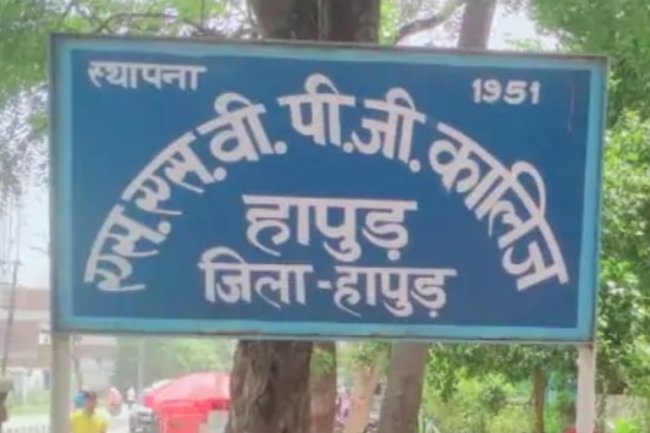 स्थापना 1951
एस.एस.वी. पी.जी. कालिज
हापुड़
जिला-हापुड़